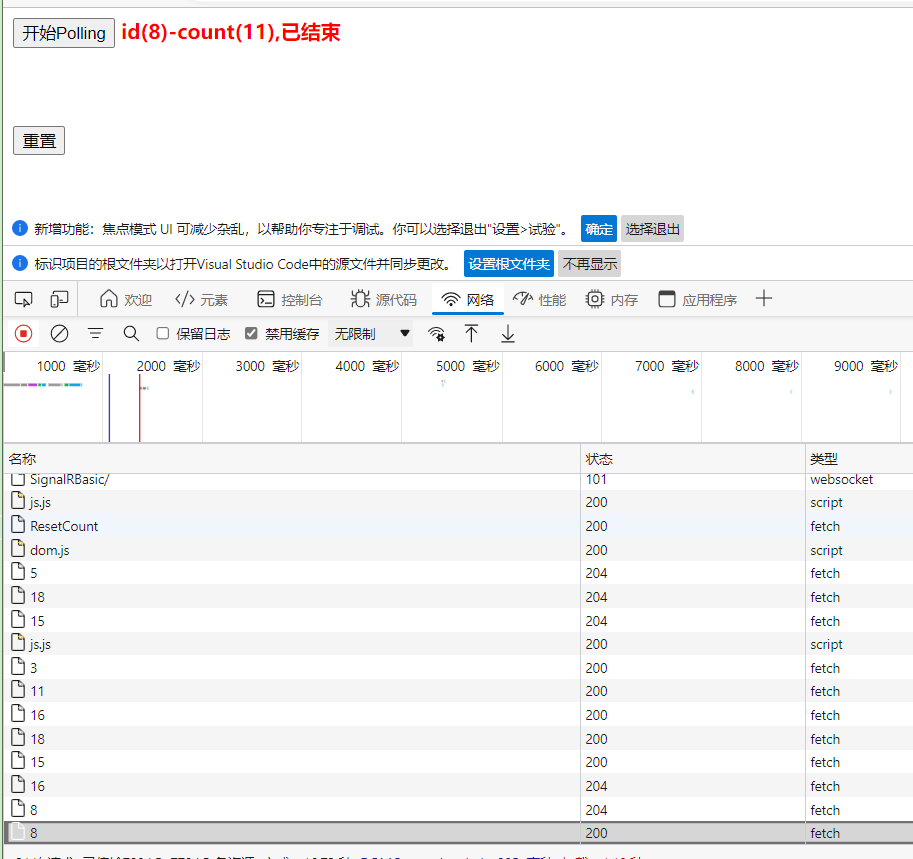 开始Polling id(8)-count(11),已结束
重置
新增功能：焦点模式 UI 可减少杂乱，以帮助你专注于调试。你可以选择退出"设置>试验"。 确定 选择退出
标识项目的根文件夹以打开Visual Studio Code中的源文件并同步更改。 设置根文件夹 不再显示
欢迎 元素 控制台 源代码 网络 性能 内存 应用程序
保留日志 禁用缓存 无限制
1000 毫秒 2000 毫秒 3000 毫秒 4000 毫秒 5000 毫秒 6000 毫秒 7000 毫秒 8000 毫秒 9000 毫秒
名称 状态 类型
SignalRBasic/ 101 websocket
js.js 200 script
ResetCount 200 fetch
dom.js 200 script
5 204 fetch
18 204 fetch
15 204 fetch
js.js 200 script
3 200 fetch
11 200 fetch
16 200 fetch
18 200 fetch
15 200 fetch
16 204 fetch
8 204 fetch
8 200 fetch